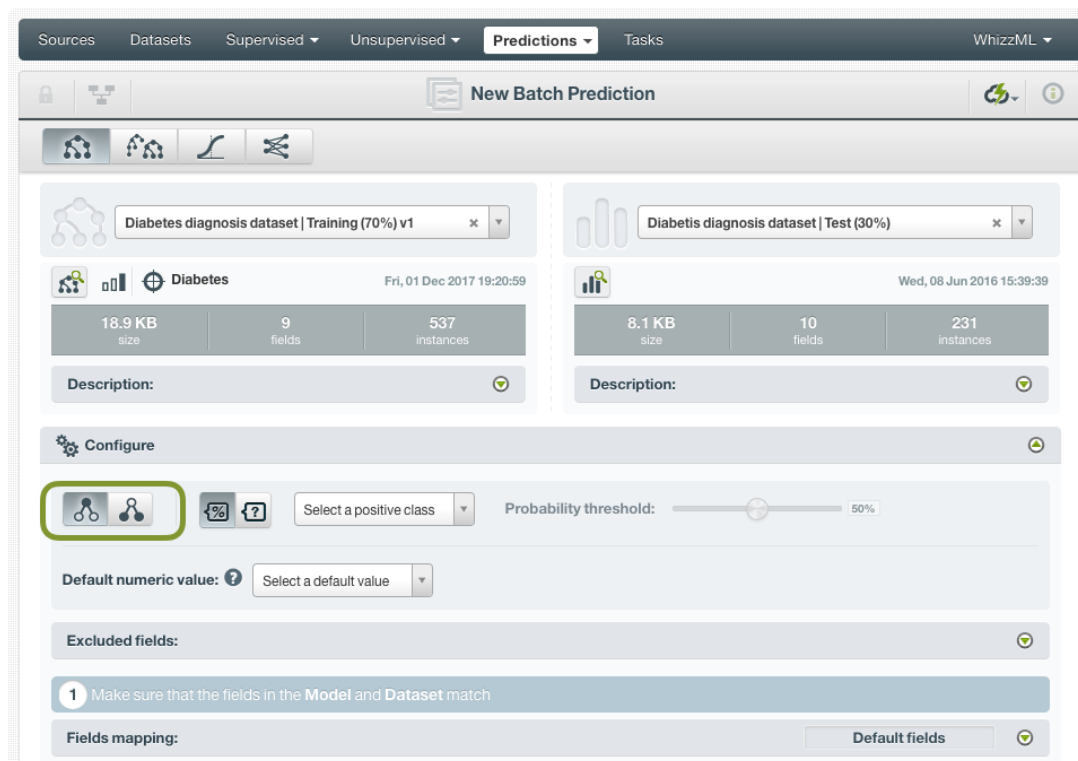 Sources Datasets Supervised Unsupervised Predictions Tasks WhizzML
New Batch Prediction
Diabetes diagnosis dataset | Training (70%) v1
Diabetis diagnosis dataset | Test (30%)
Diabetes Fri, 01 Dec 2017 19:20:59
Wed, 08 Jun 2016 15:39:39
18.9 KB 9 537
size fields instances
8.1 KB 10 231
size fields instances
Description:
Description:
Configure
{% {? Select a positive class Probability threshold: 50%
Default numeric value: ? Select a default value
Excluded fields:
1 Make sure that the fields in the Model and Dataset match
Fields mapping: Default fields